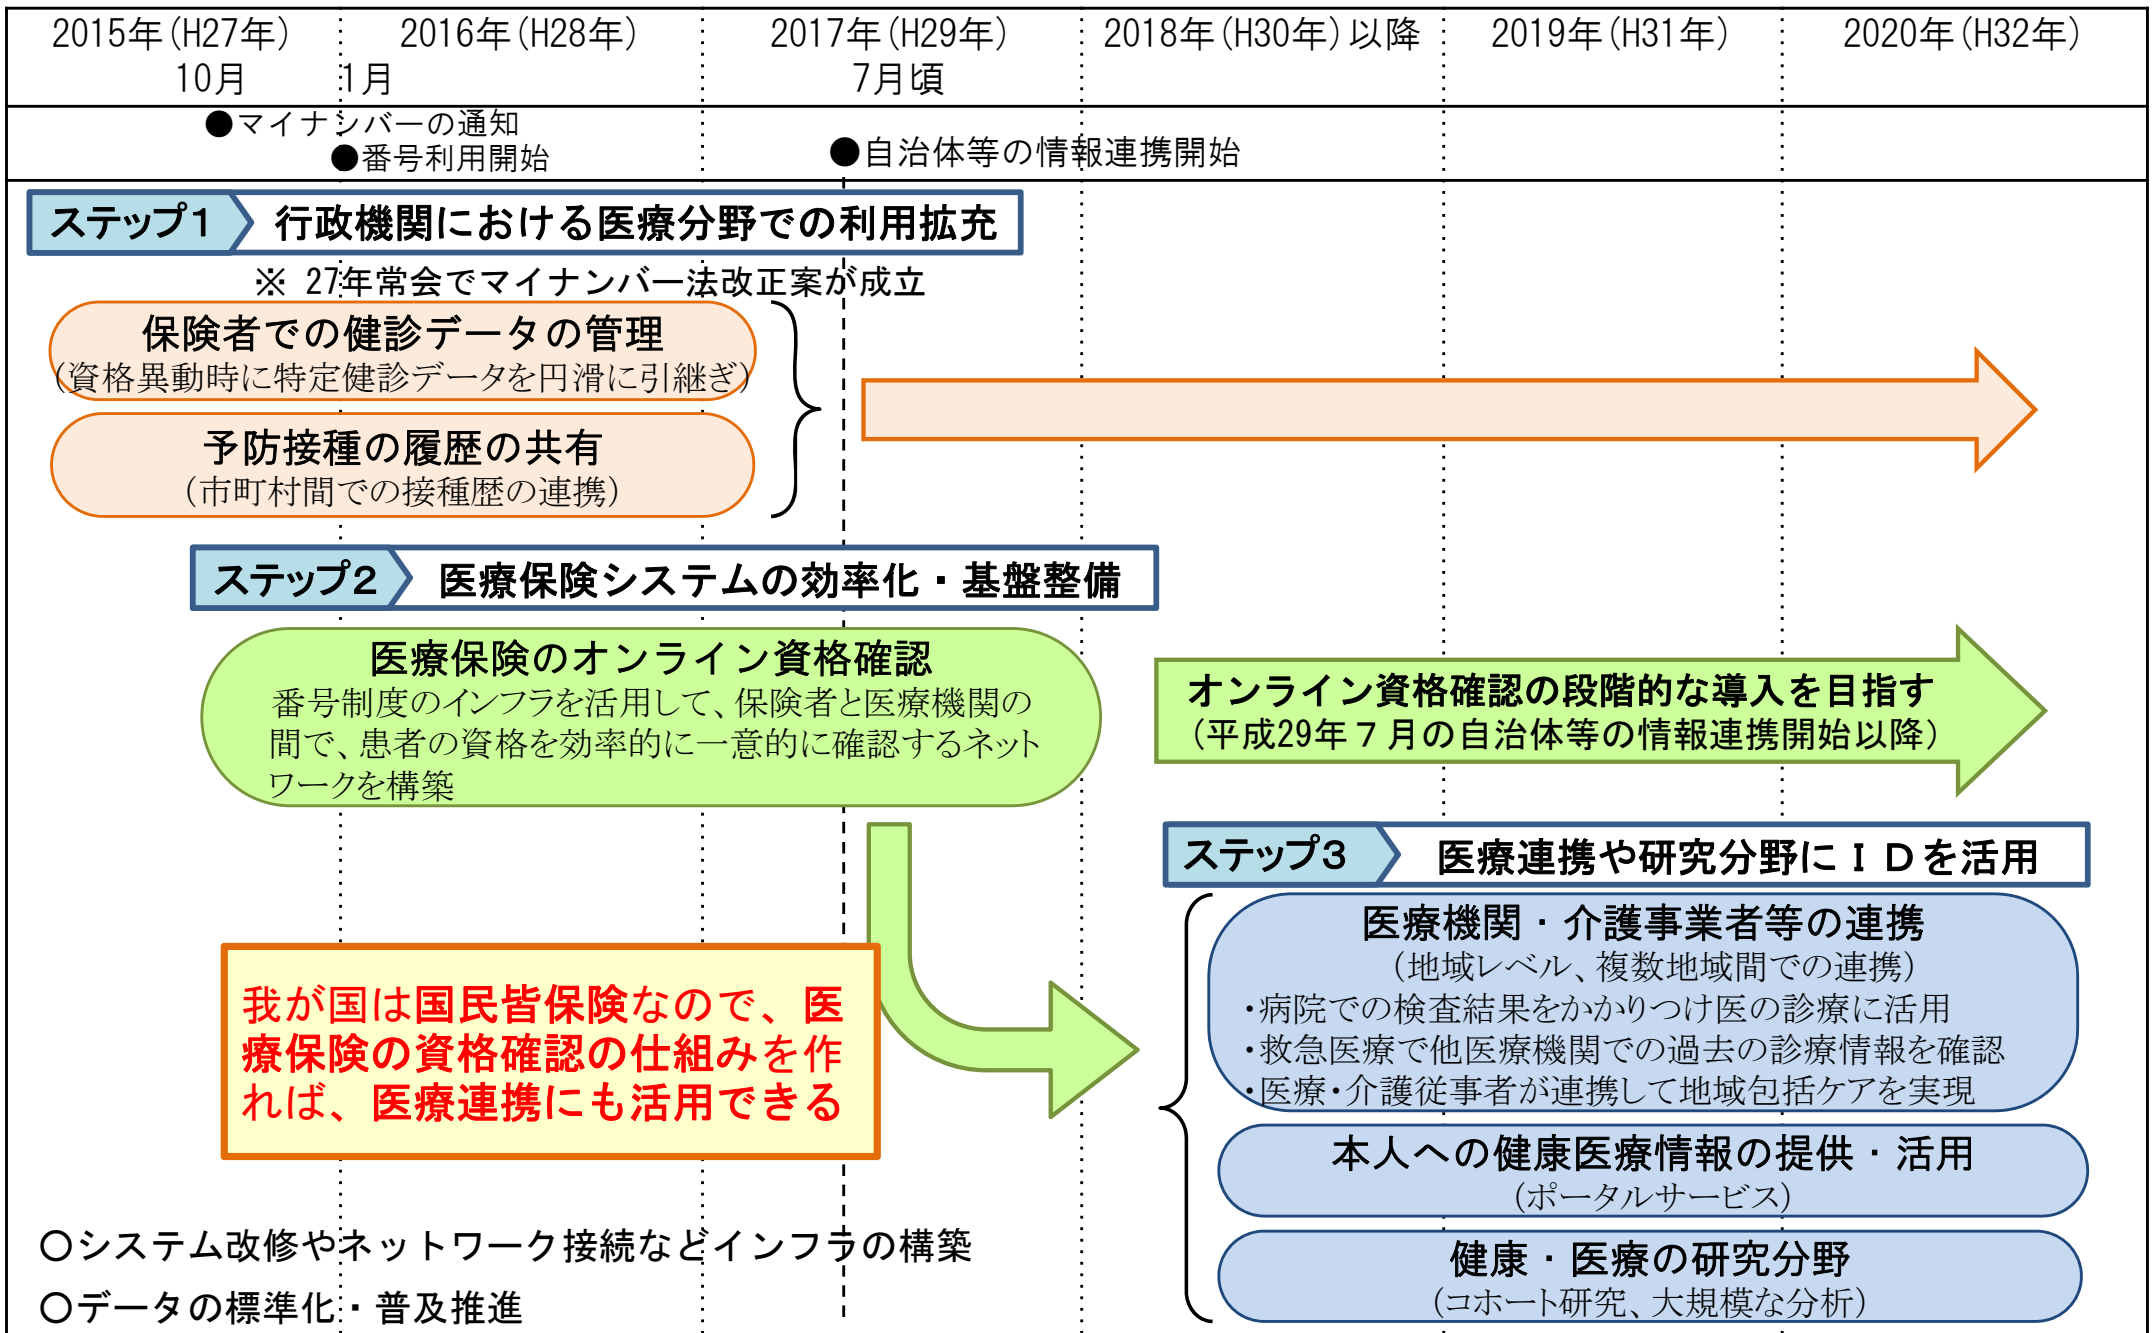 2015年(H27年)
10月
2016年(H28年)
1月
2017年(H29年)
7月頃
2018年(H30年)以降
2019年(H31年)
2020年(H32年)
●マイナンバーの通知
●番号利用開始
●自治体等の情報連携開始
ステップ1 行政機関における医療分野での利用拡充
※ 27年常会でマイナンバー法改正案が成立
保険者での健診データの管理
(資格異動時に特定健診データを円滑に引継ぎ)
予防接種の履歴の共有
(市町村間での接種歴の連携)
ステップ2 医療保険システムの効率化・基盤整備
医療保険のオンライン資格確認
番号制度のインフラを活用して、保険者と医療機関の
間で、患者の資格を効率的に一意的に確認するネット
ワークを構築
オンライン資格確認の段階的な導入を目指す
(平成29年７月の自治体等の情報連携開始以降)
ステップ3 医療連携や研究分野にＩＤを活用
医療機関・介護事業者等の連携
(地域レベル、複数地域間での連携)
・病院での検査結果をかかりつけ医の診療に活用
・救急医療で他医療機関での過去の診療情報を確認
・医療・介護従事者が連携して地域包括ケアを実現
本人への健康医療情報の提供・活用
(ポータルサービス)
健康・医療の研究分野
(コホート研究、大規模な分析)
我が国は国民皆保険なので、医
療保険の資格確認の仕組みを作
れば、医療連携にも活用できる
○システム改修やネットワーク接続などインフラの構築
○データの標準化・普及推進